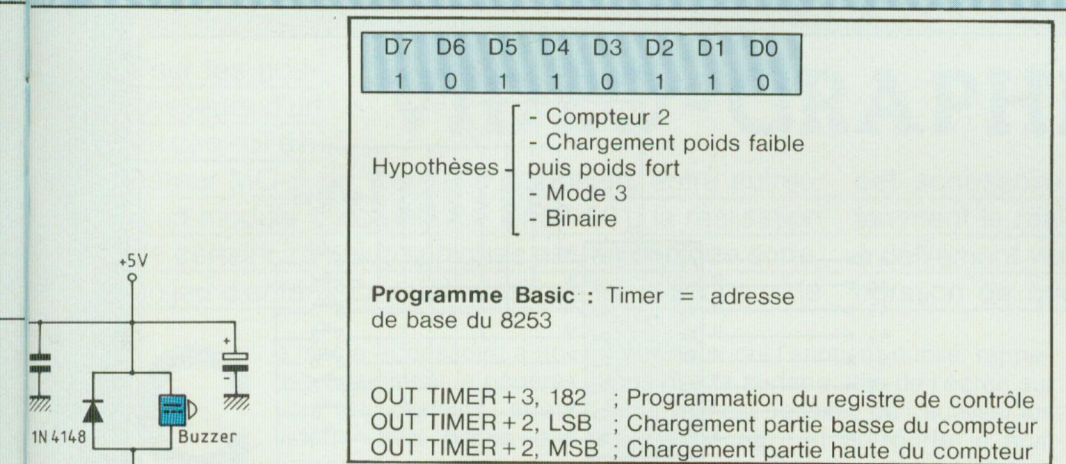 D7 D6 D5 D4 D3 D2 D1 D0
1 0 1 1 0 1 1 0
- Compteur 2
- Chargement poids faible
Hypothèses - puis poids fort
- Mode 3
- Binaire
Programme Basic : Timer = adresse
de base du 8253
OUT TIMER + 3, 182 ; Programmation du registre de contrôle
OUT TIMER + 2, LSB ; Chargement partie basse du compteur
OUT TIMER + 2, MSB ; Chargement partie haute du compteur
+5V
+
-
1N4148
Buzzer